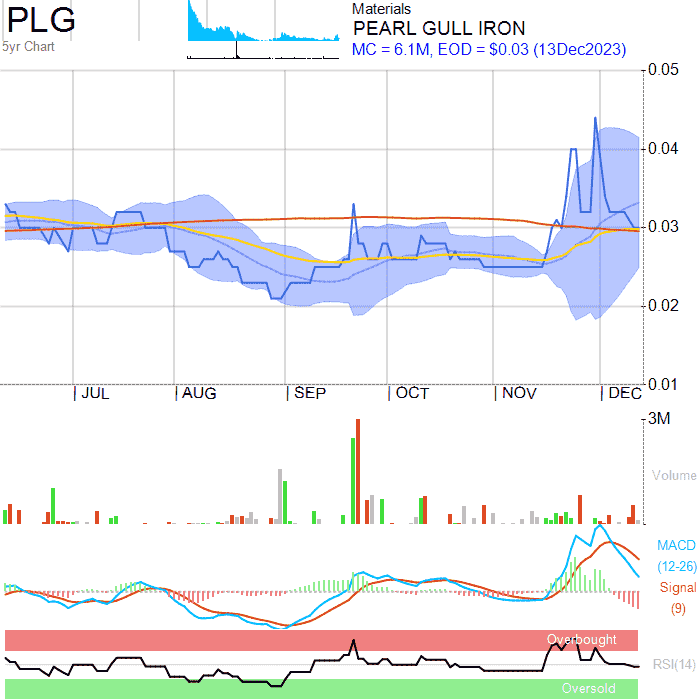 PLG
5yr Chart
Materials
PEARL GULL IRON
MC = 6.1M, EOD = $0.03 (13Dec2023)
0.05
0.04
0.03
0.02
0.01
JUL AUG SEP OCT NOV DEC
3M
Volume
MACD
(12-26)
Signal
(9)
Overbought
RSI(14)
Oversold